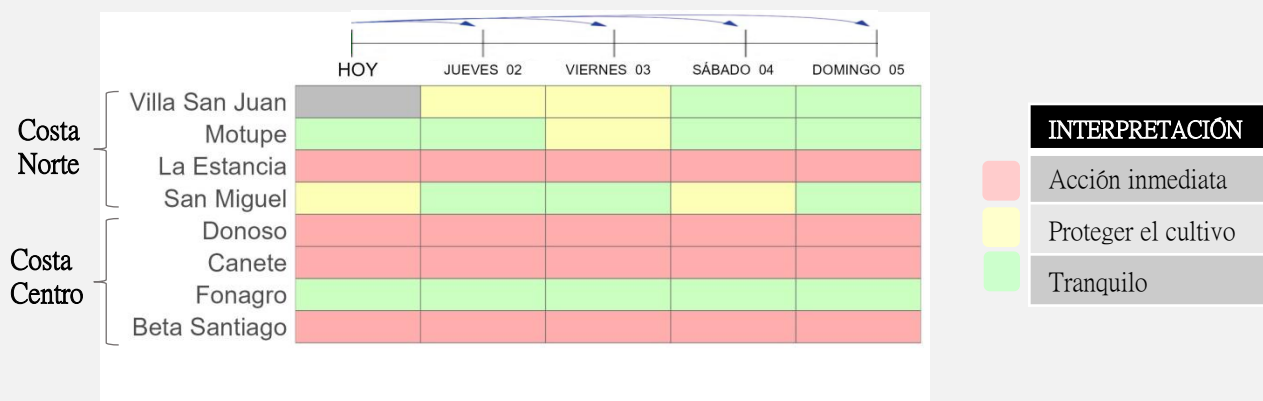 HOY JUEVES 02 VIERNES 03 SÁBADO 04 DOMINGO 05
Costa
Norte
Villa San Juan
Motupe
La Estancia
San Miguel
Costa
Centro
Donoso
Canete
Fonagro
Beta Santiago
INTERPRETACIÓN
Acción inmediata
Proteger el cultivo
Tranquilo